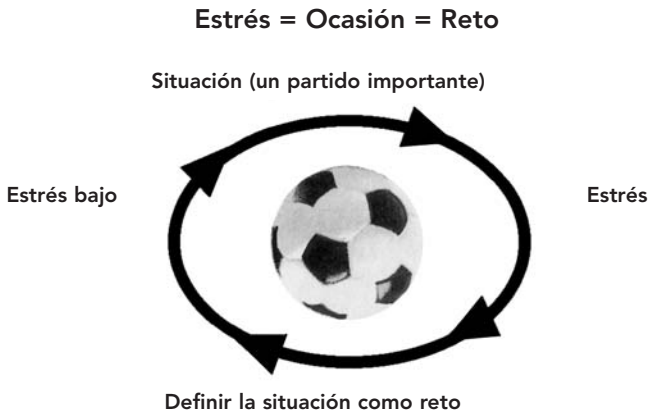 Estrés = Ocasión = Reto
Situación (un partido importante)
Estrés bajo
Estrés
Definir la situación como reto